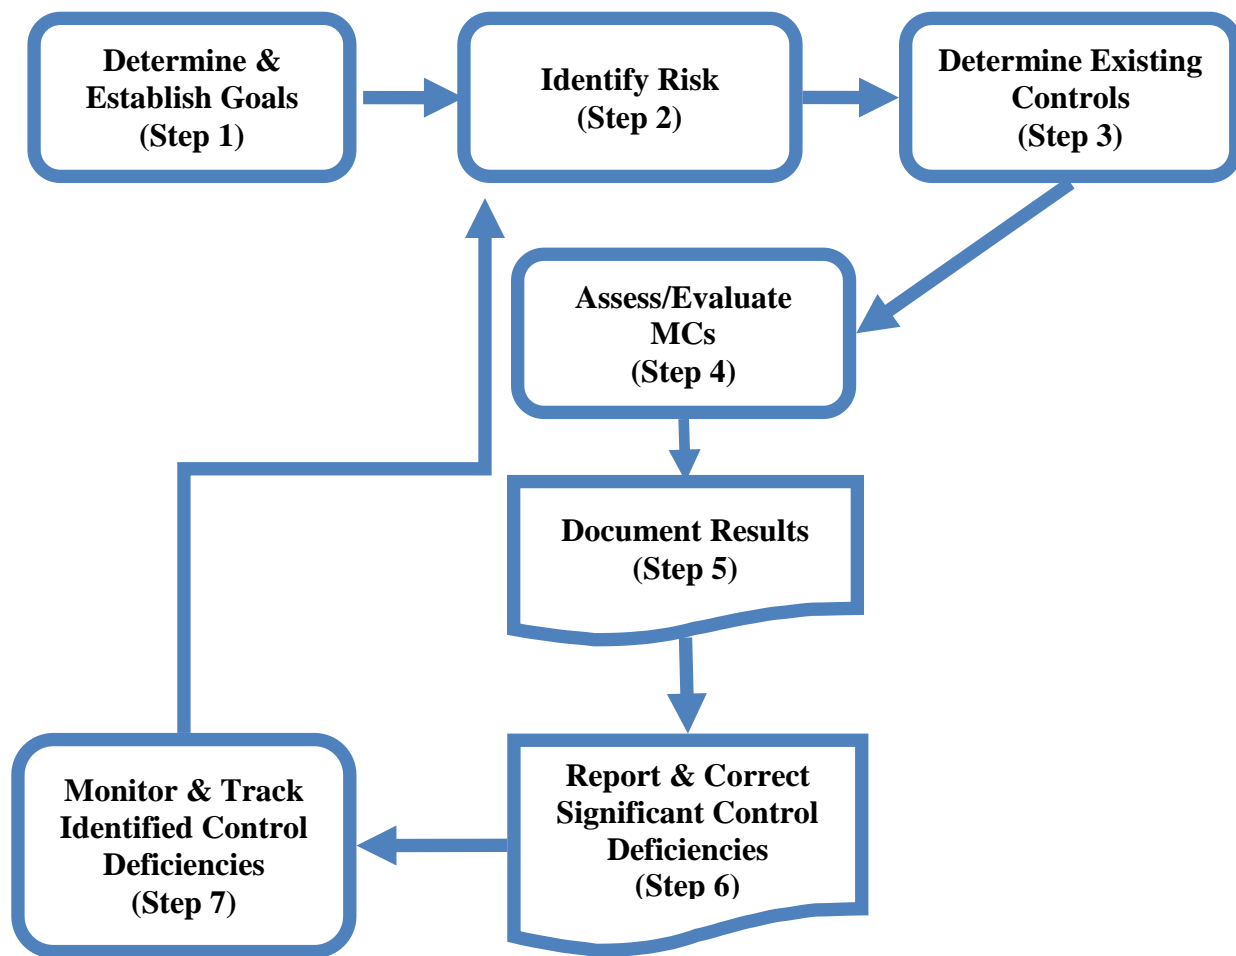 Determine &
Establish Goals
(Step 1)
Identify Risk
(Step 2)
Determine Existing
Controls
(Step 3)
Assess/Evaluate
MCs
(Step 4)
Document Results
(Step 5)
Report & Correct
Significant Control
Deficiencies
(Step 6)
Monitor & Track
Identified Control
Deficiencies
(Step 7)